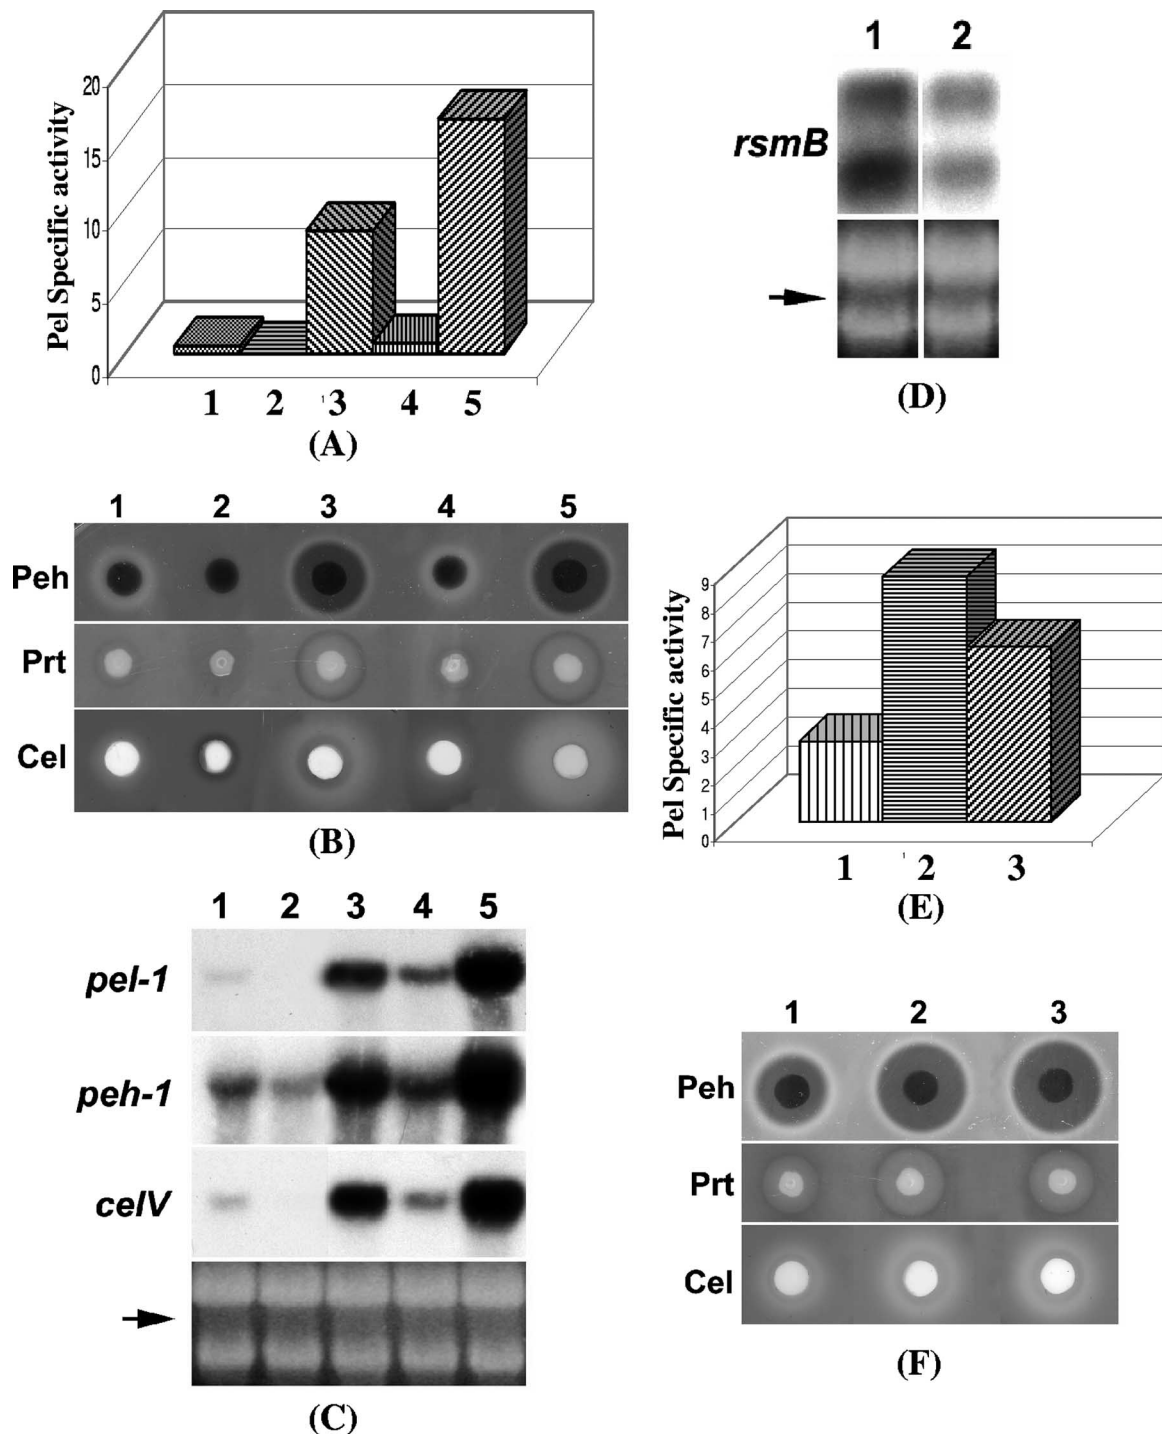 20
15
10
5
0
Pel Specific activity
1 2 3 4 5
(A)
1 2 3 4 5
Peh
Prt
Cel
(B)
1 2 3 4 5
pel-1
peh-1
celV
(C)
1 2
rsmB
(D)
9
8
7
6
5
4
3
2
1
0
Pel Specific activity
1 2 3
(E)
1 2 3
Peh
Prt
Cel
(F)